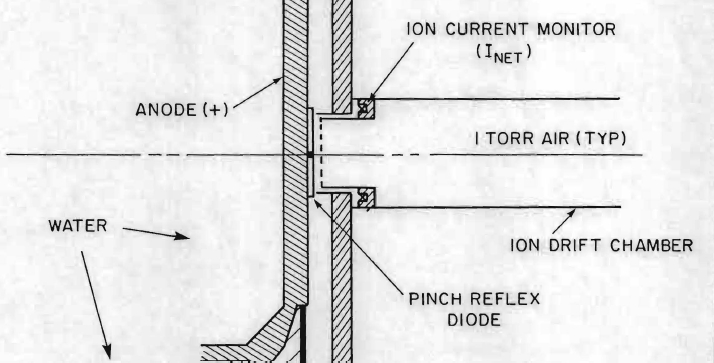 ION CURRENT MONITOR
(I_NET)
ANODE (+)
1 TORR AIR (TYP)
WATER
ION DRIFT CHAMBER
PINCH REFLEX
DIODE